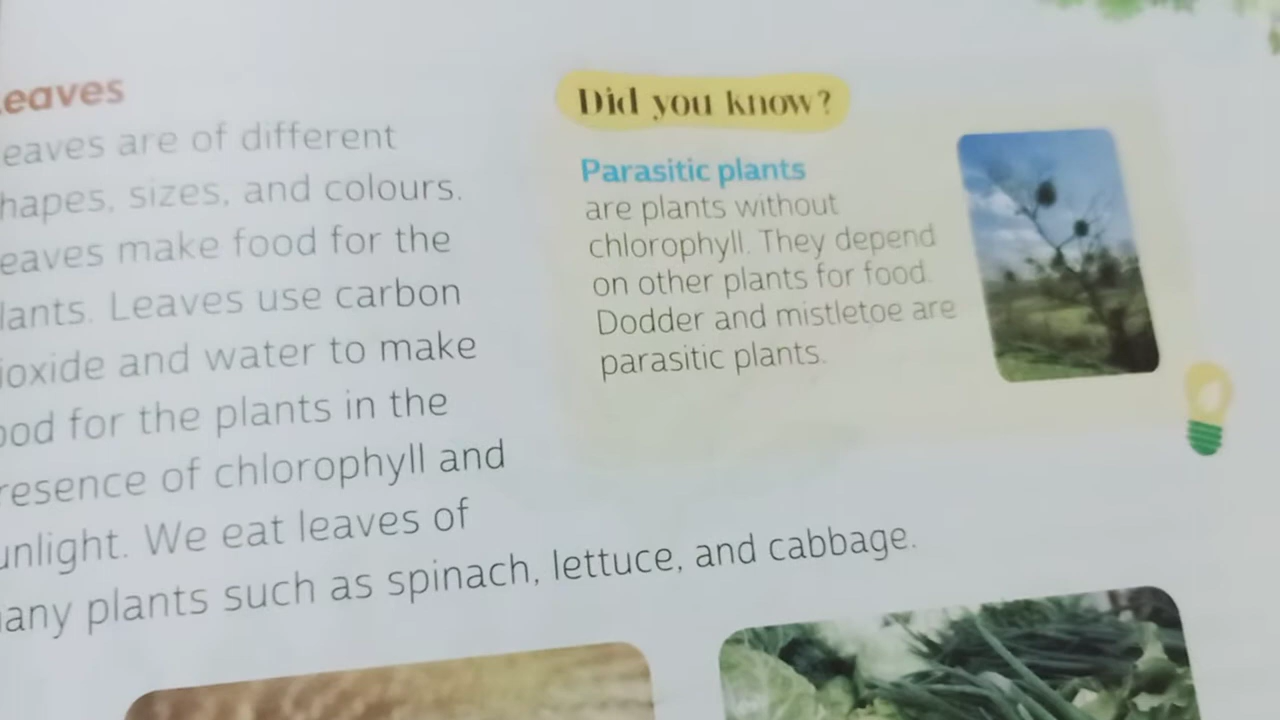 eaves
eaves are of different
hapes, sizes, and colours.
eaves make food for the
lants. Leaves use carbon
ioxide and water to make
ood for the plants in the
resence of chlorophyll and
unlight. We eat leaves of
any plants such as spinach, lettuce, and cabbage.
Did you know?
Parasitic plants
are plants without
chlorophyll. They depend
on other plants for food.
Dodder and mistletoe are
parasitic plants.